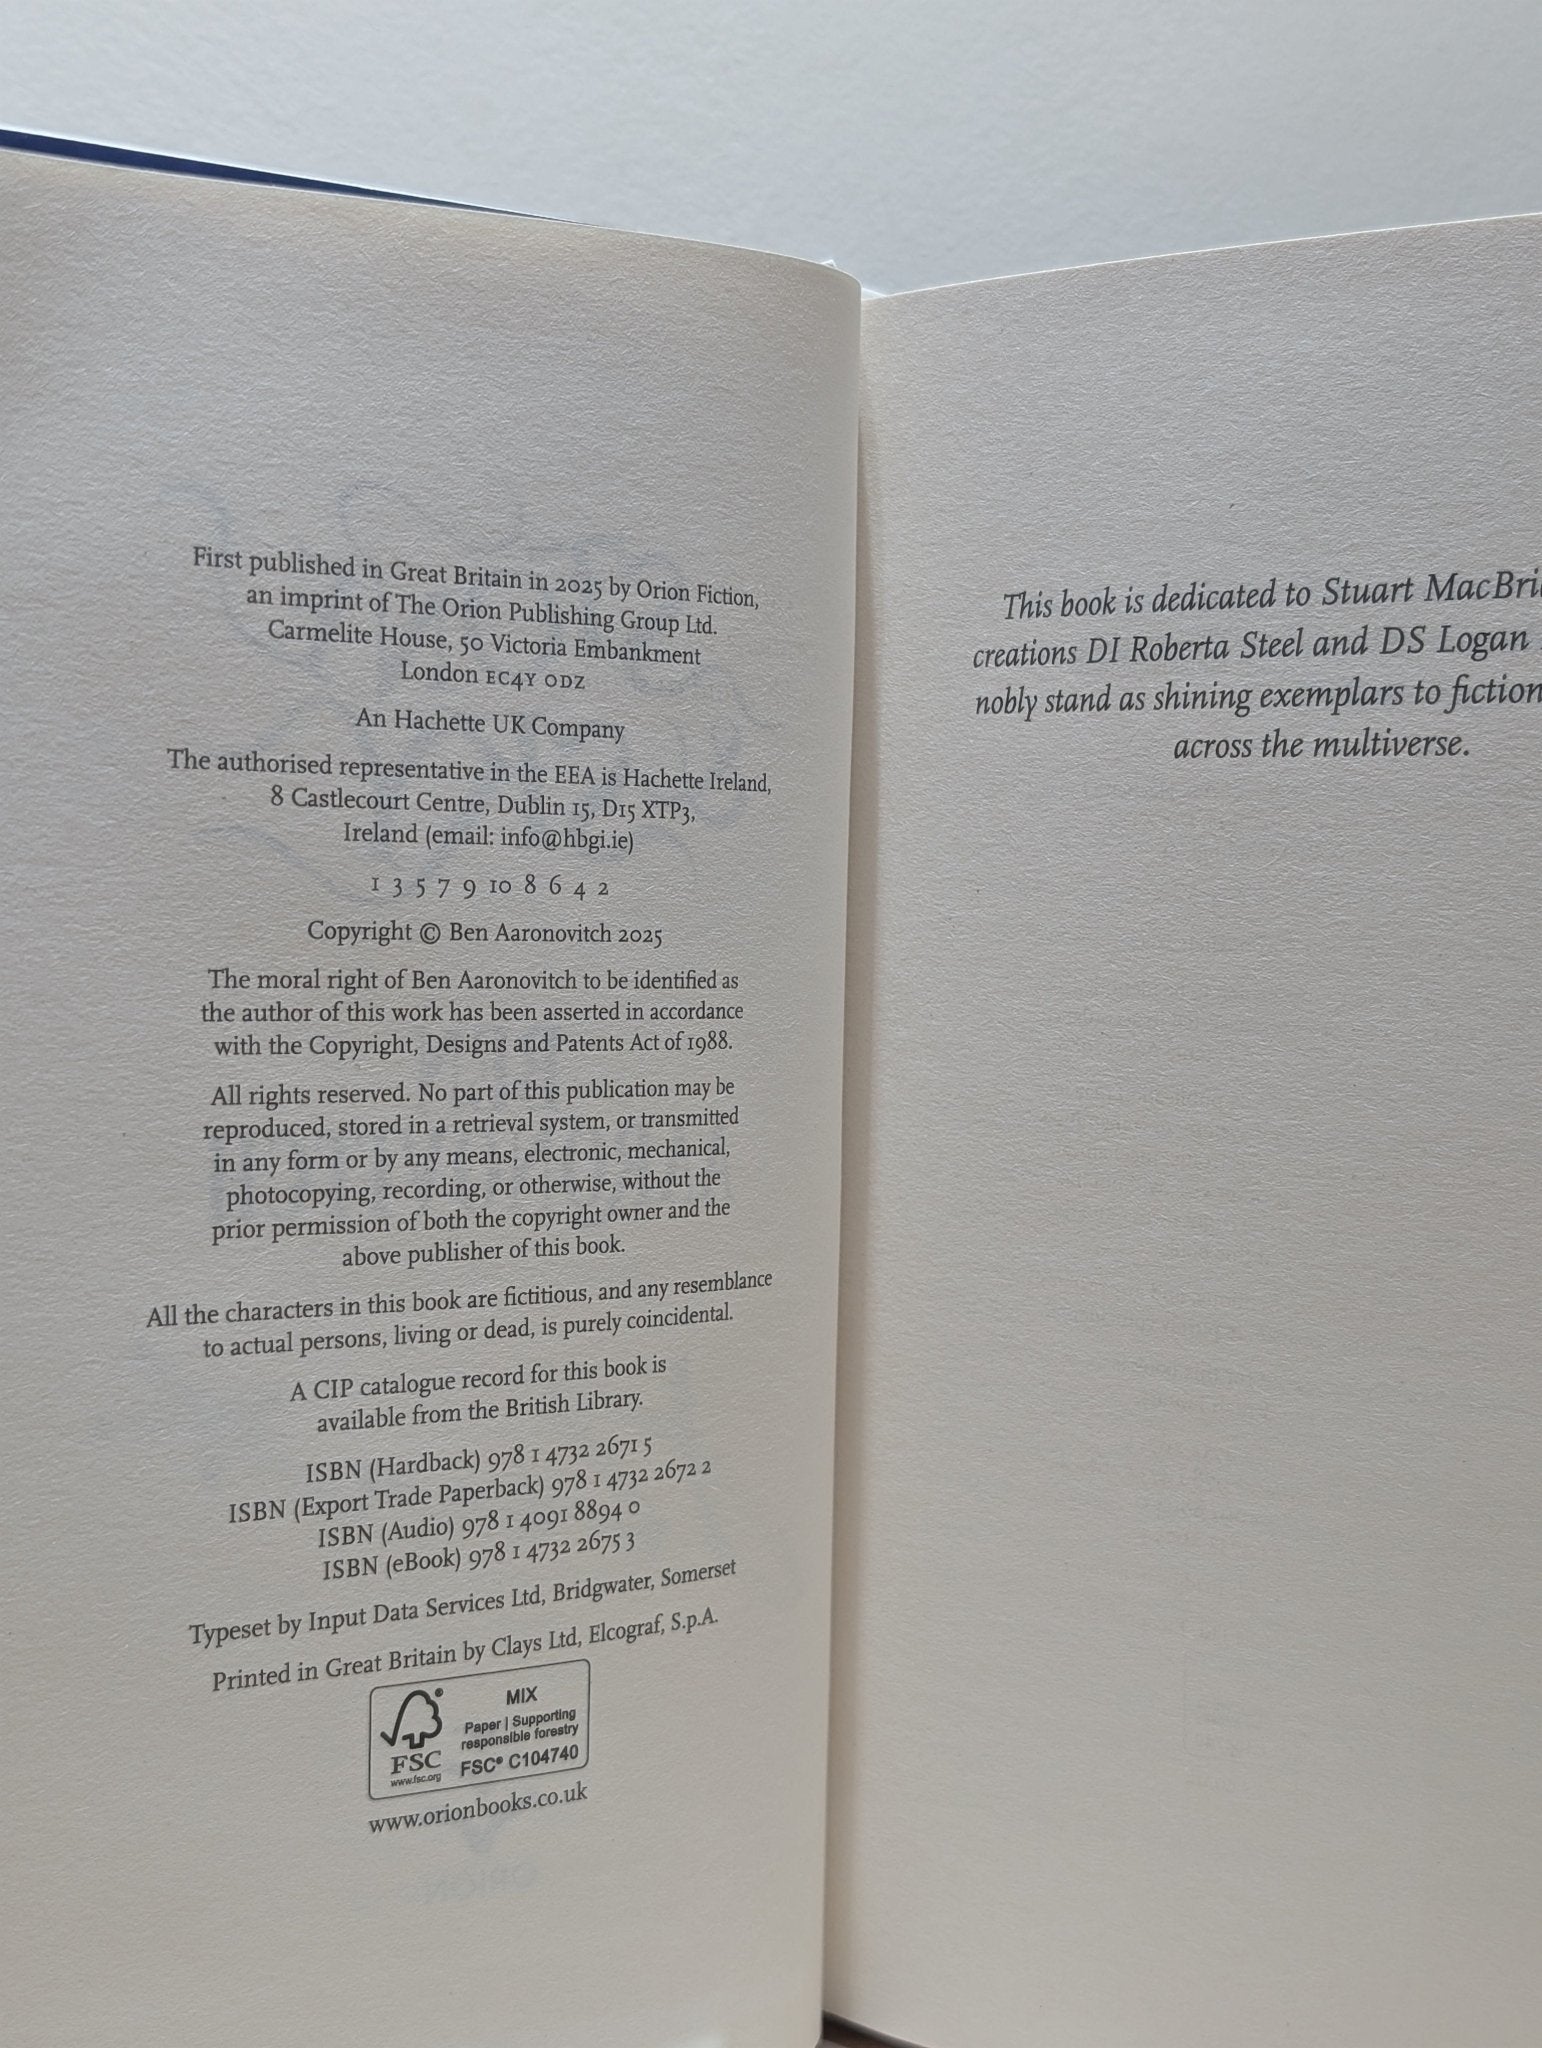 First published in Great Britain in 2025 by Orion Fiction,
an imprint of The Orion Publishing Group Ltd.
Carmelite House, 50 Victoria Embankment
London EC4Y 0DZ
An Hachette UK Company
The authorised representative in the EEA is Hachette Ireland,
8 Castlecourt Centre, Dublin 15, D15 XTP3,
Ireland (email: info@hbgi.ie)
1 3 5 7 9 10 8 6 4 2
Copyright © Ben Aaronovitch 2025
The moral right of Ben Aaronovitch to be identified as
the author of this work has been asserted in accordance
with the Copyright, Designs and Patents Act of 1988.
All rights reserved. No part of this publication may be
reproduced, stored in a retrieval system, or transmitted
in any form or by any means, electronic, mechanical,
photocopying, recording, or otherwise, without the
prior permission of both the copyright owner and the
above publisher of this book.
All the characters in this book are fictitious, and any resemblance
to actual persons, living or dead, is purely coincidental.
A CIP catalogue record for this book is
available from the British Library.
ISBN (Hardback) 978 1 4732 2671 5
ISBN (Export Trade Paperback) 978 1 4732 2672 2
ISBN (Audio) 978 1 4091 8894 0
ISBN (eBook) 978 1 4732 2675 3
Typeset by Input Data Services Ltd, Bridgwater, Somerset
Printed in Great Britain by Clays Ltd, Elcograf, S.p.A.
FSC
www.fsc.org
MIX
Paper | Supporting
responsible forestry
FSC® C104740
www.orionbooks.co.uk
This book is dedicated to Stuart
creations DI Roberta Steel and DS Logan
nobly stand as shining exemplars to
across the multiverse.